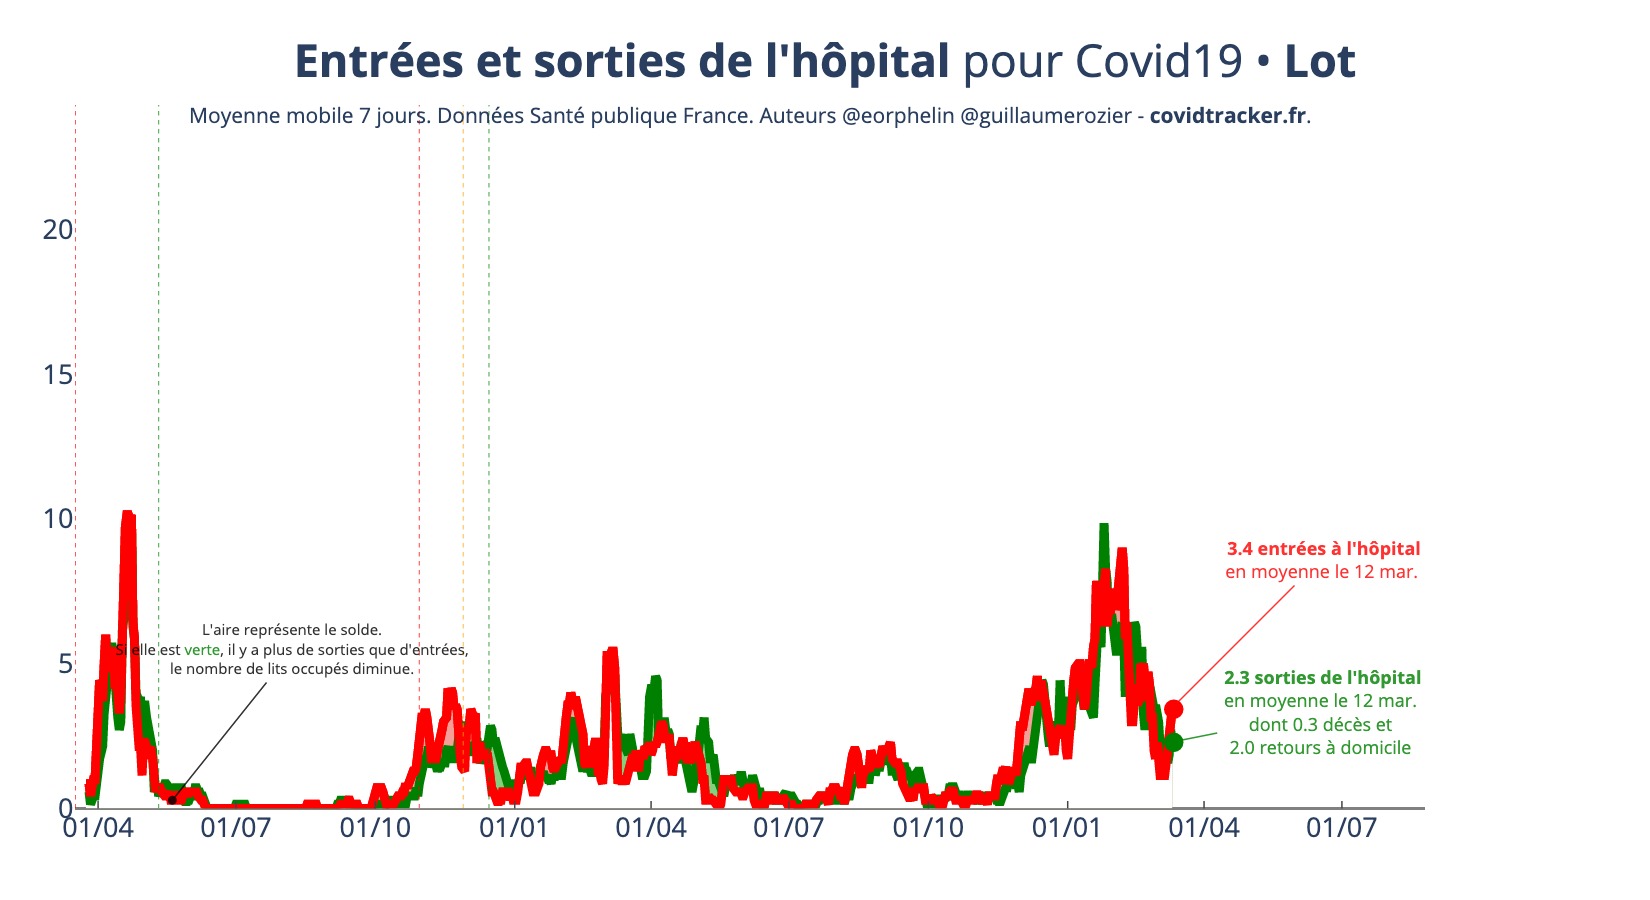 Entrées et sorties de l'hôpital pour Covid19 • Lot
Moyenne mobile 7 jours. Données Santé publique France. Auteurs @eorphelin @guillaumerozier - covidtracker.fr.
20
15
10
5
0
L'aire représente le solde.
Si elle est verte, il y a plus de sorties que d'entrées,
le nombre de lits occupés diminue.
3.4 entrées à l'hôpital
en moyenne le 12 mar.
2.3 sorties de l'hôpital
en moyenne le 12 mar.
dont 0.3 décès et
2.0 retours à domicile
01/04 01/07 01/10 01/01 01/04 01/07 01/10 01/01 01/04 01/07